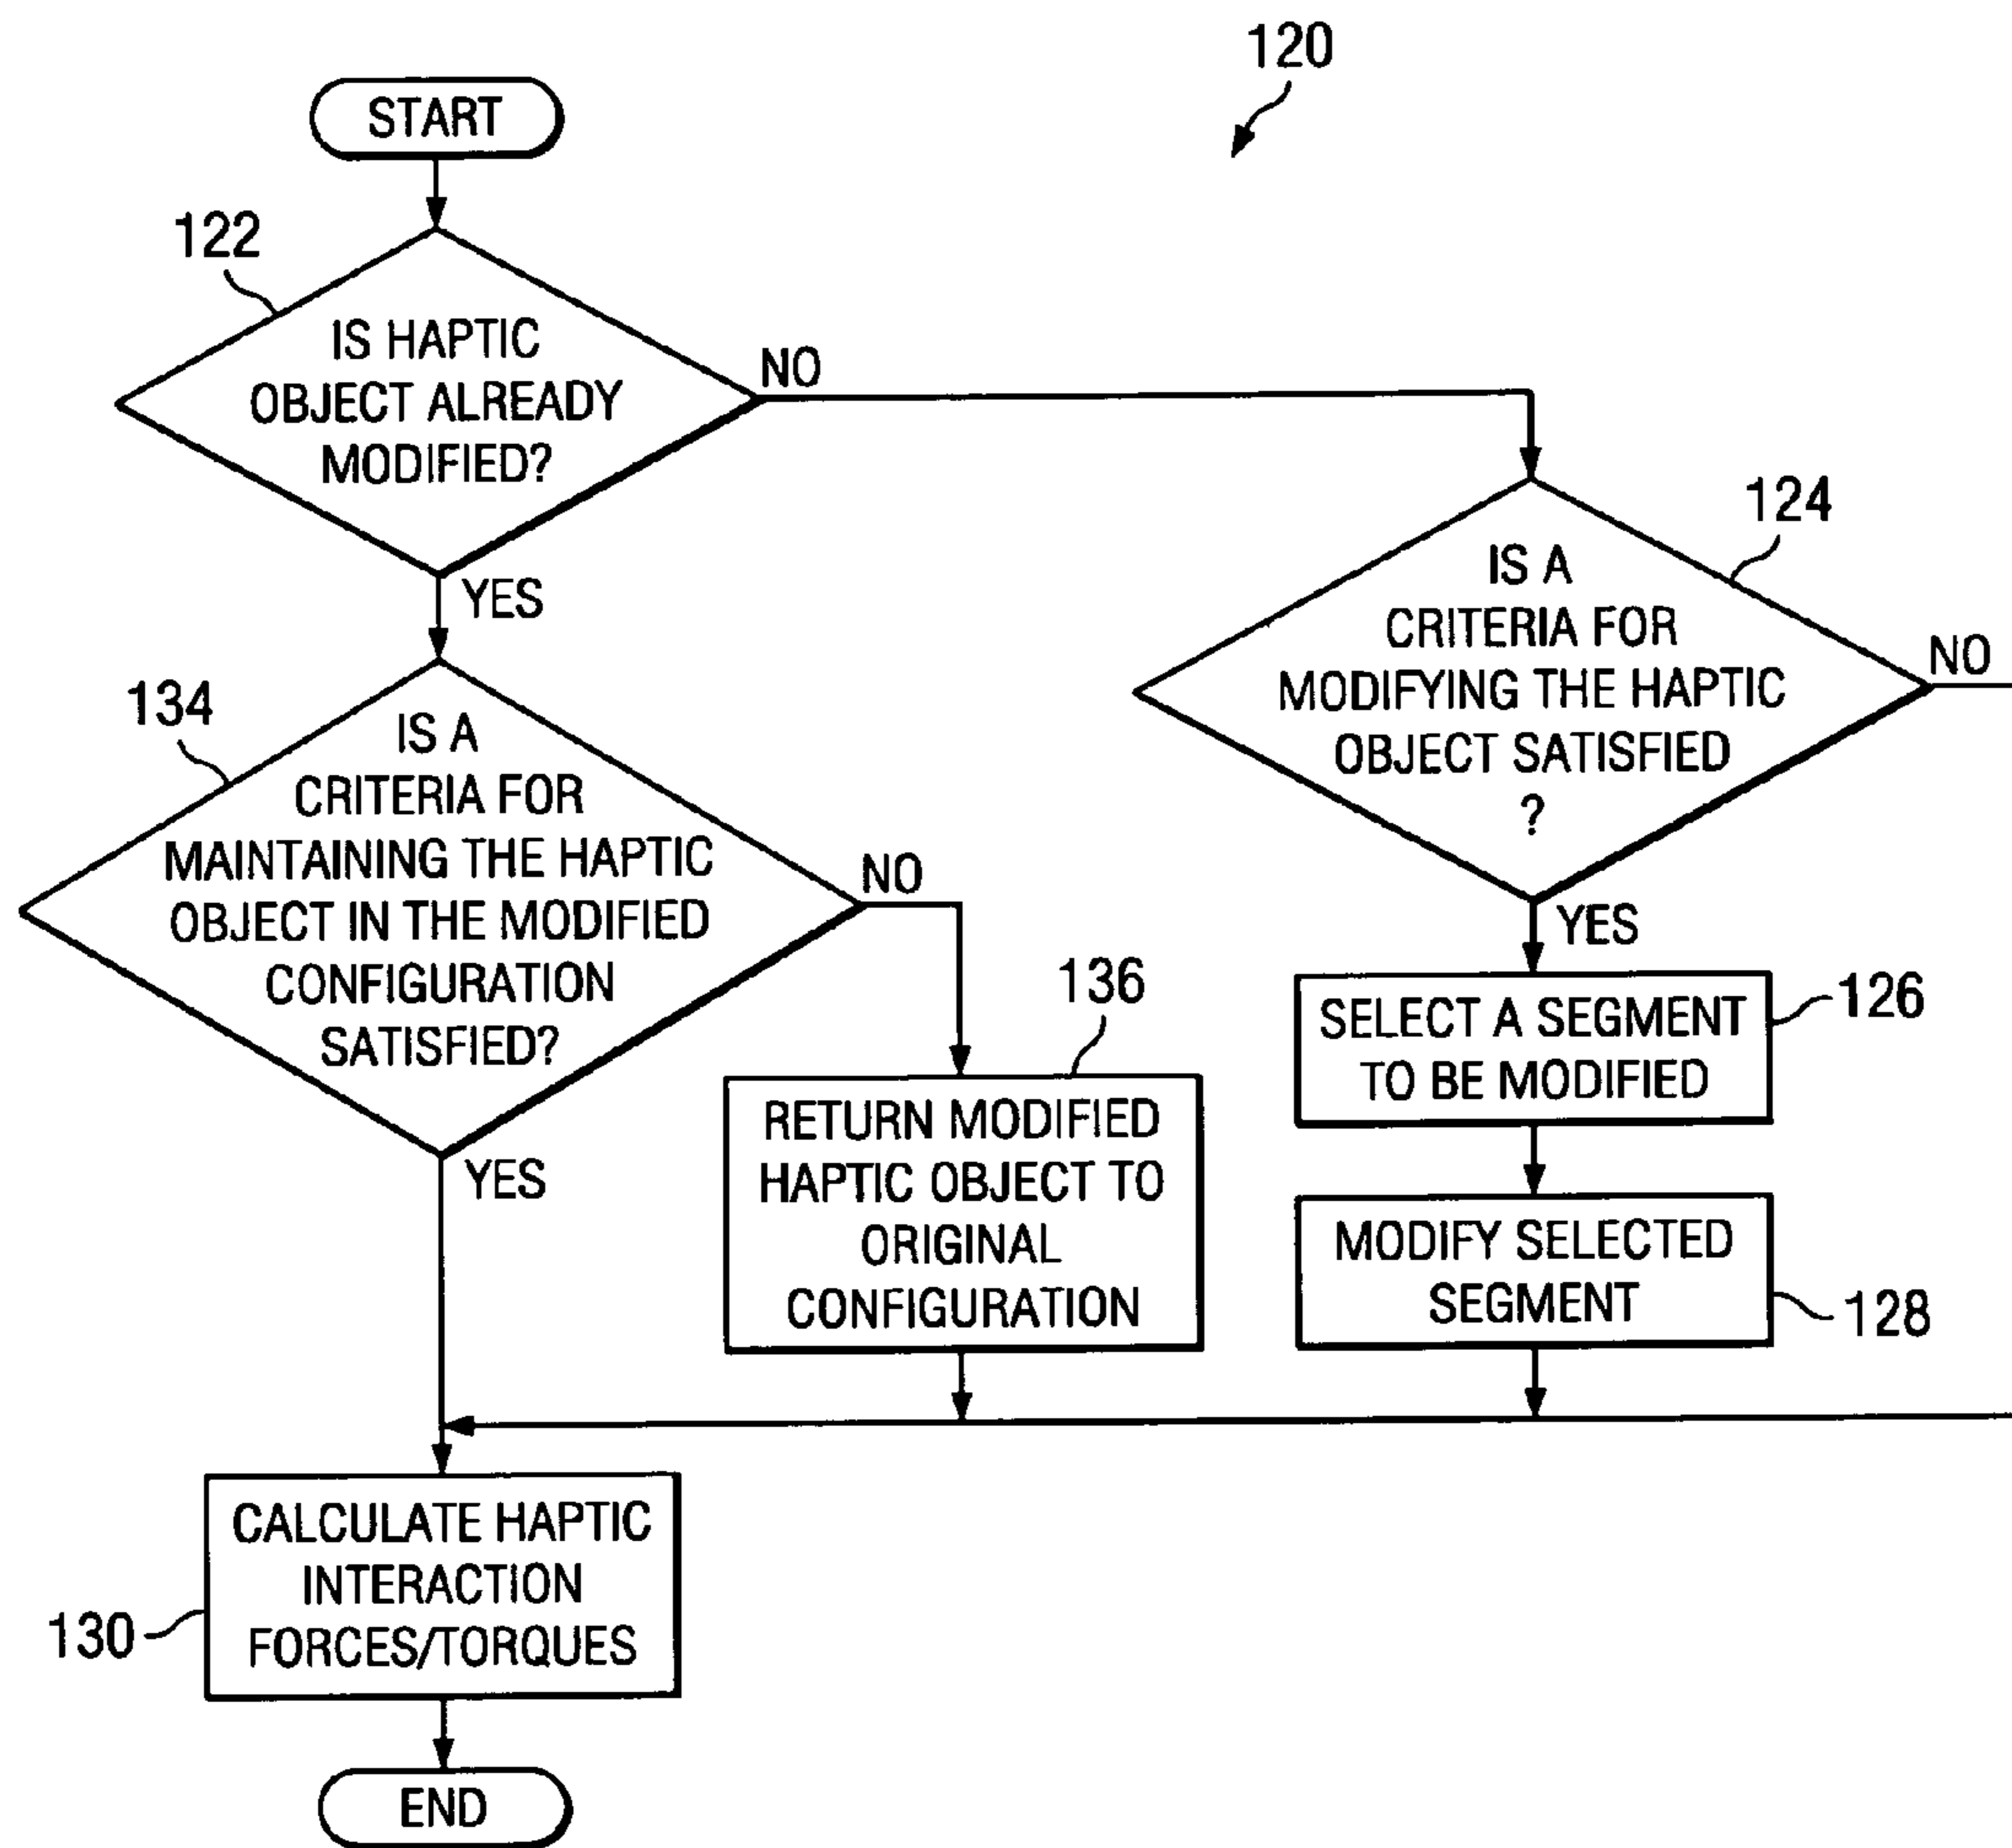 120
START
122
IS HAPTIC
OBJECT ALREADY
MODIFIED?
NO
YES
124
IS A
CRITERIA FOR
MODIFYING THE HAPTIC
OBJECT SATISFIED
?
NO
YES
134
IS A
CRITERIA FOR
MAINTAINING THE HAPTIC
OBJECT IN THE MODIFIED
CONFIGURATION
SATISFIED?
NO
YES
136
RETURN MODIFIED
HAPTIC OBJECT TO
ORIGINAL
CONFIGURATION
SELECT A SEGMENT
TO BE MODIFIED
126
MODIFY SELECTED
SEGMENT
128
CALCULATE HAPTIC
INTERACTION
FORCES/TORQUES
130
END